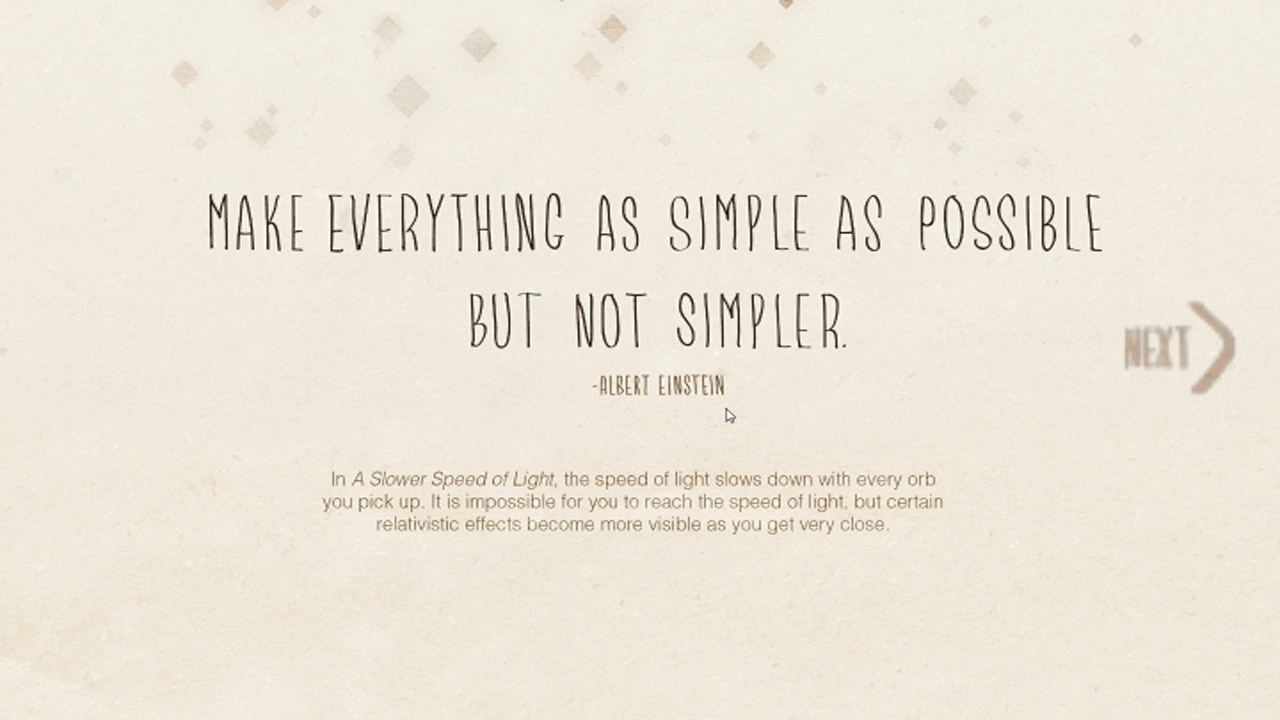 MAKE EVERYTHING AS SIMPLE AS POSSIBLE
BUT NOT SIMPLER.
-ALBERT EINSTEIN
NEXT
In A Slower Speed of Light, the speed of light slows down with every orb
you pick up. It is impossible for you to reach the speed of light, but certain
relativistic effects become more visible as you get very close.